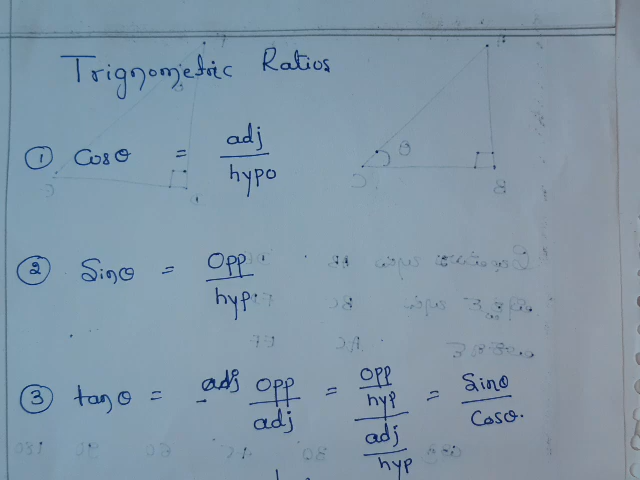 Trignometric Ratios
① Cosθ = adj/hypo
θ
C B
② Sinθ = opp/hyp
③ tanθ = adj opp/adj = (opp/hyp)/(adj/hyp) = Sinθ/Cosθ.